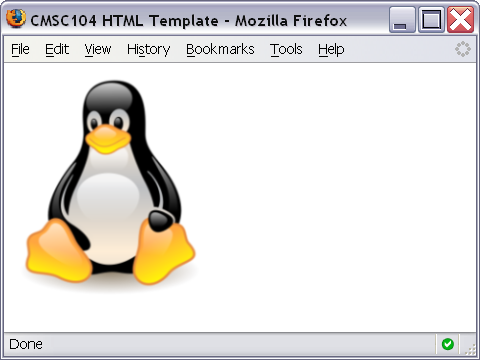 CMSC104 HTML Template - Mozilla Firefox
File Edit View History Bookmarks Tools Help
Done